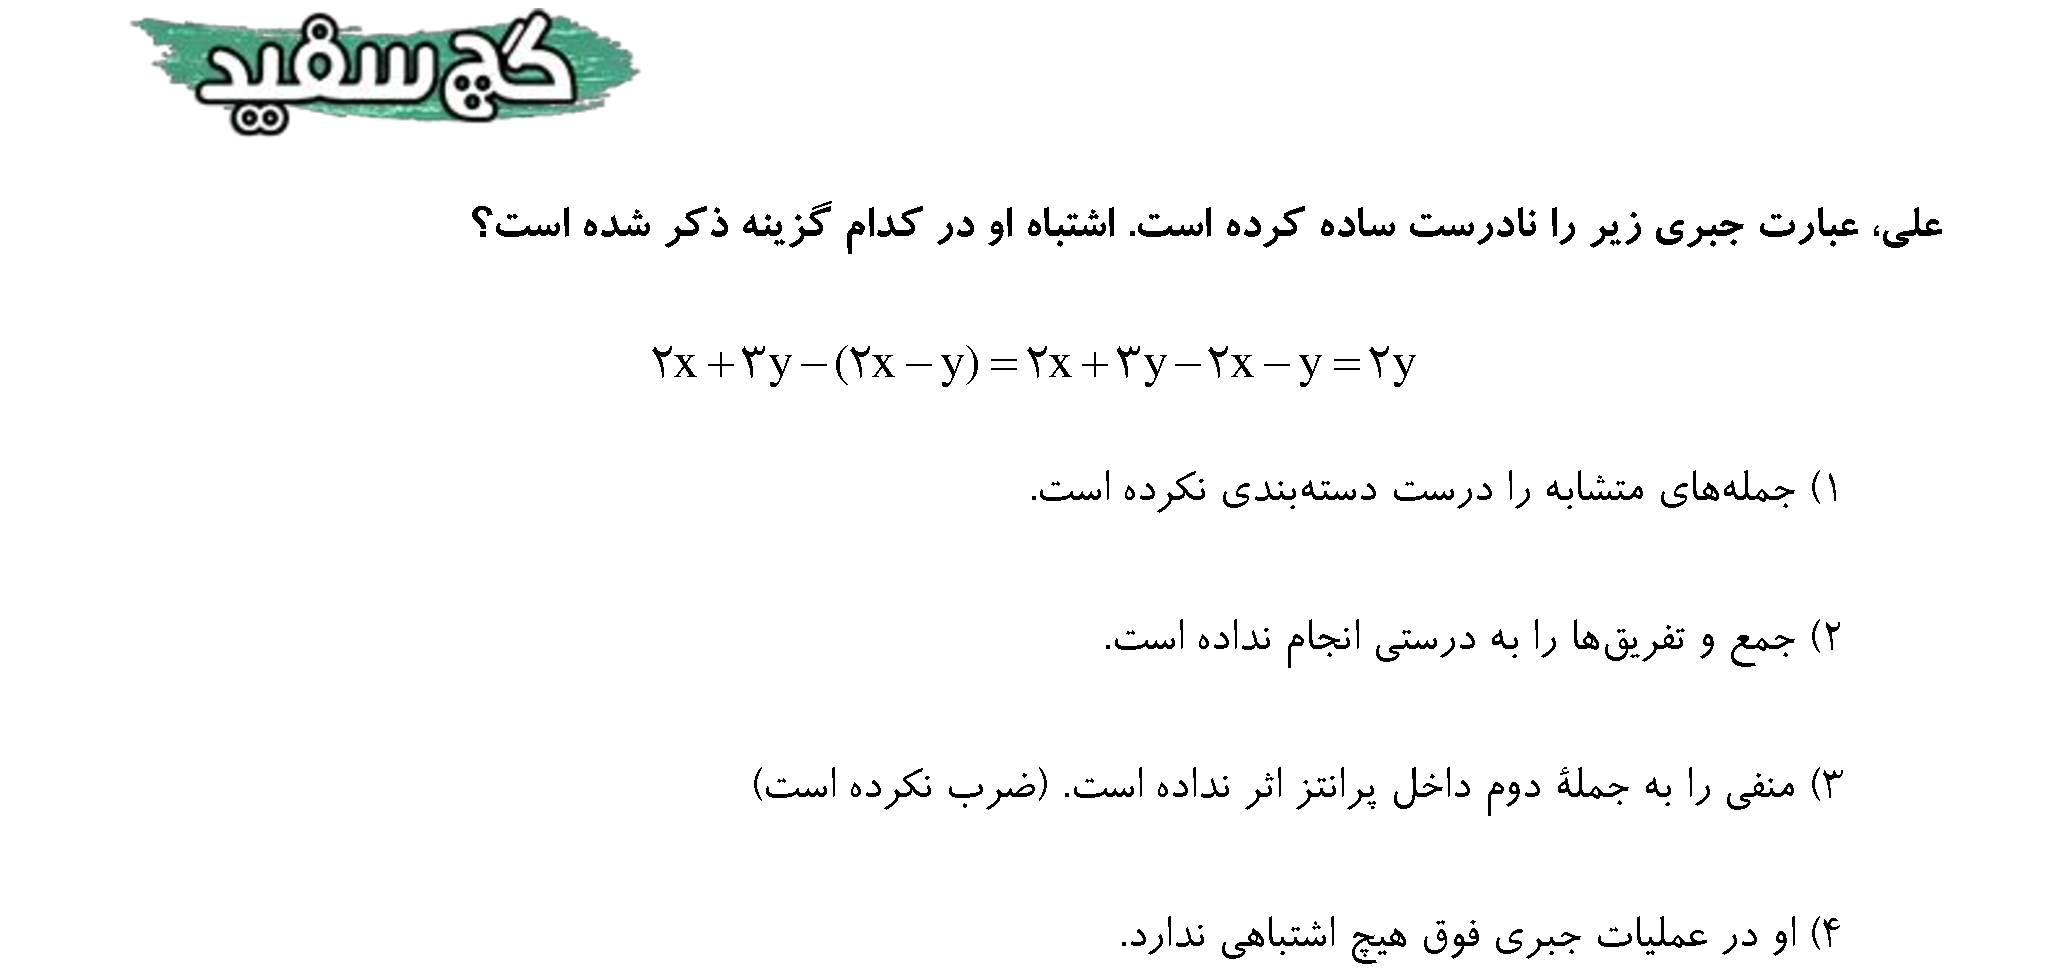 گچ سفید
علی، عبارت جبری زیر را نادرست ساده کرده است. اشتباه او در کدام گزینه ذکر شده است؟
۲x + ۳y − (۲x − y) = ۲x + ۳y − ۲x − y = ۲y
۱) جمله‌های متشابه را درست دسته‌بندی نکرده است.
۲) جمع و تفریق‌ها را به درستی انجام نداده است.
۳) منفی را به جملهٔ دوم داخل پرانتز اثر نداده است. (ضرب نکرده است)
۴) او در عملیات جبری فوق هیچ اشتباهی ندارد.